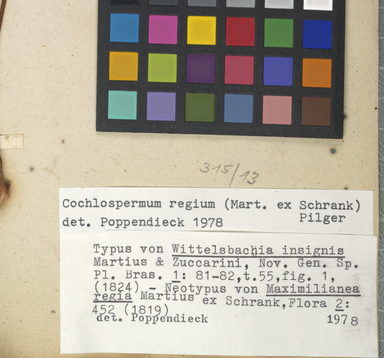 315/13
Cochlospermum regium (Mart. ex Schrank)
Pilger
det. Poppendieck 1978
Typus von Wittelsbachia insignis
Martius & Zuccarini, Nov. Gen. Sp.
Pl. Bras. 1: 81-82,t.55,fig. 1,
(1824) - Neotypus von Maximilianea
regia Martius ex Schrank,Flora 2:
452 (1819)
det. Poppendieck 1978